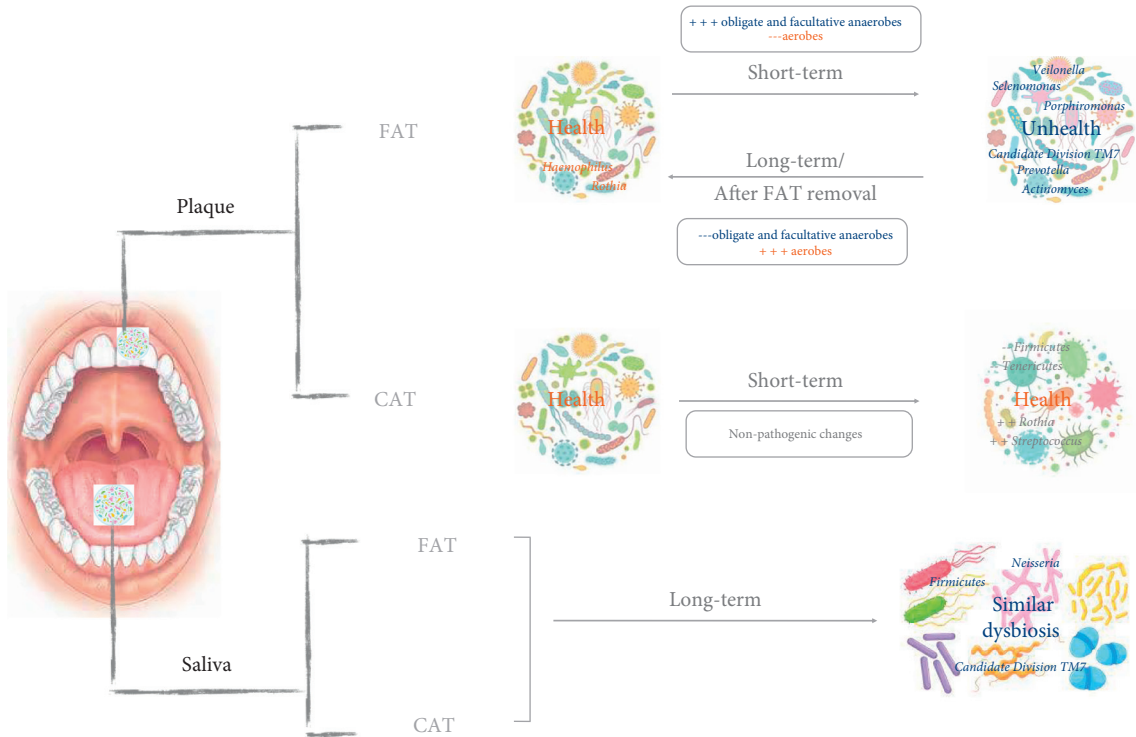 + + + obligate and facultative anaerobes
---aerobes
Short-term
Health
Haemophilus
Rothia
Veilonella
Selenomonas
Porphiromonas
Unhealth
Candidate Division TM7
Prevotella
Actinomyces
Long-term/
After FAT removal
---obligate and facultative anaerobes
+ + + aerobes
FAT
Plaque
CAT
Health
Short-term
Non-pathogenic changes
-- Firmicutes
-- Tenericutes
Health
+ + Rothia
+ + Streptococcus
FAT
Saliva
CAT
Long-term
Neisseria
Firmicutes
Similar
dysbiosis
Candidate Division TM7